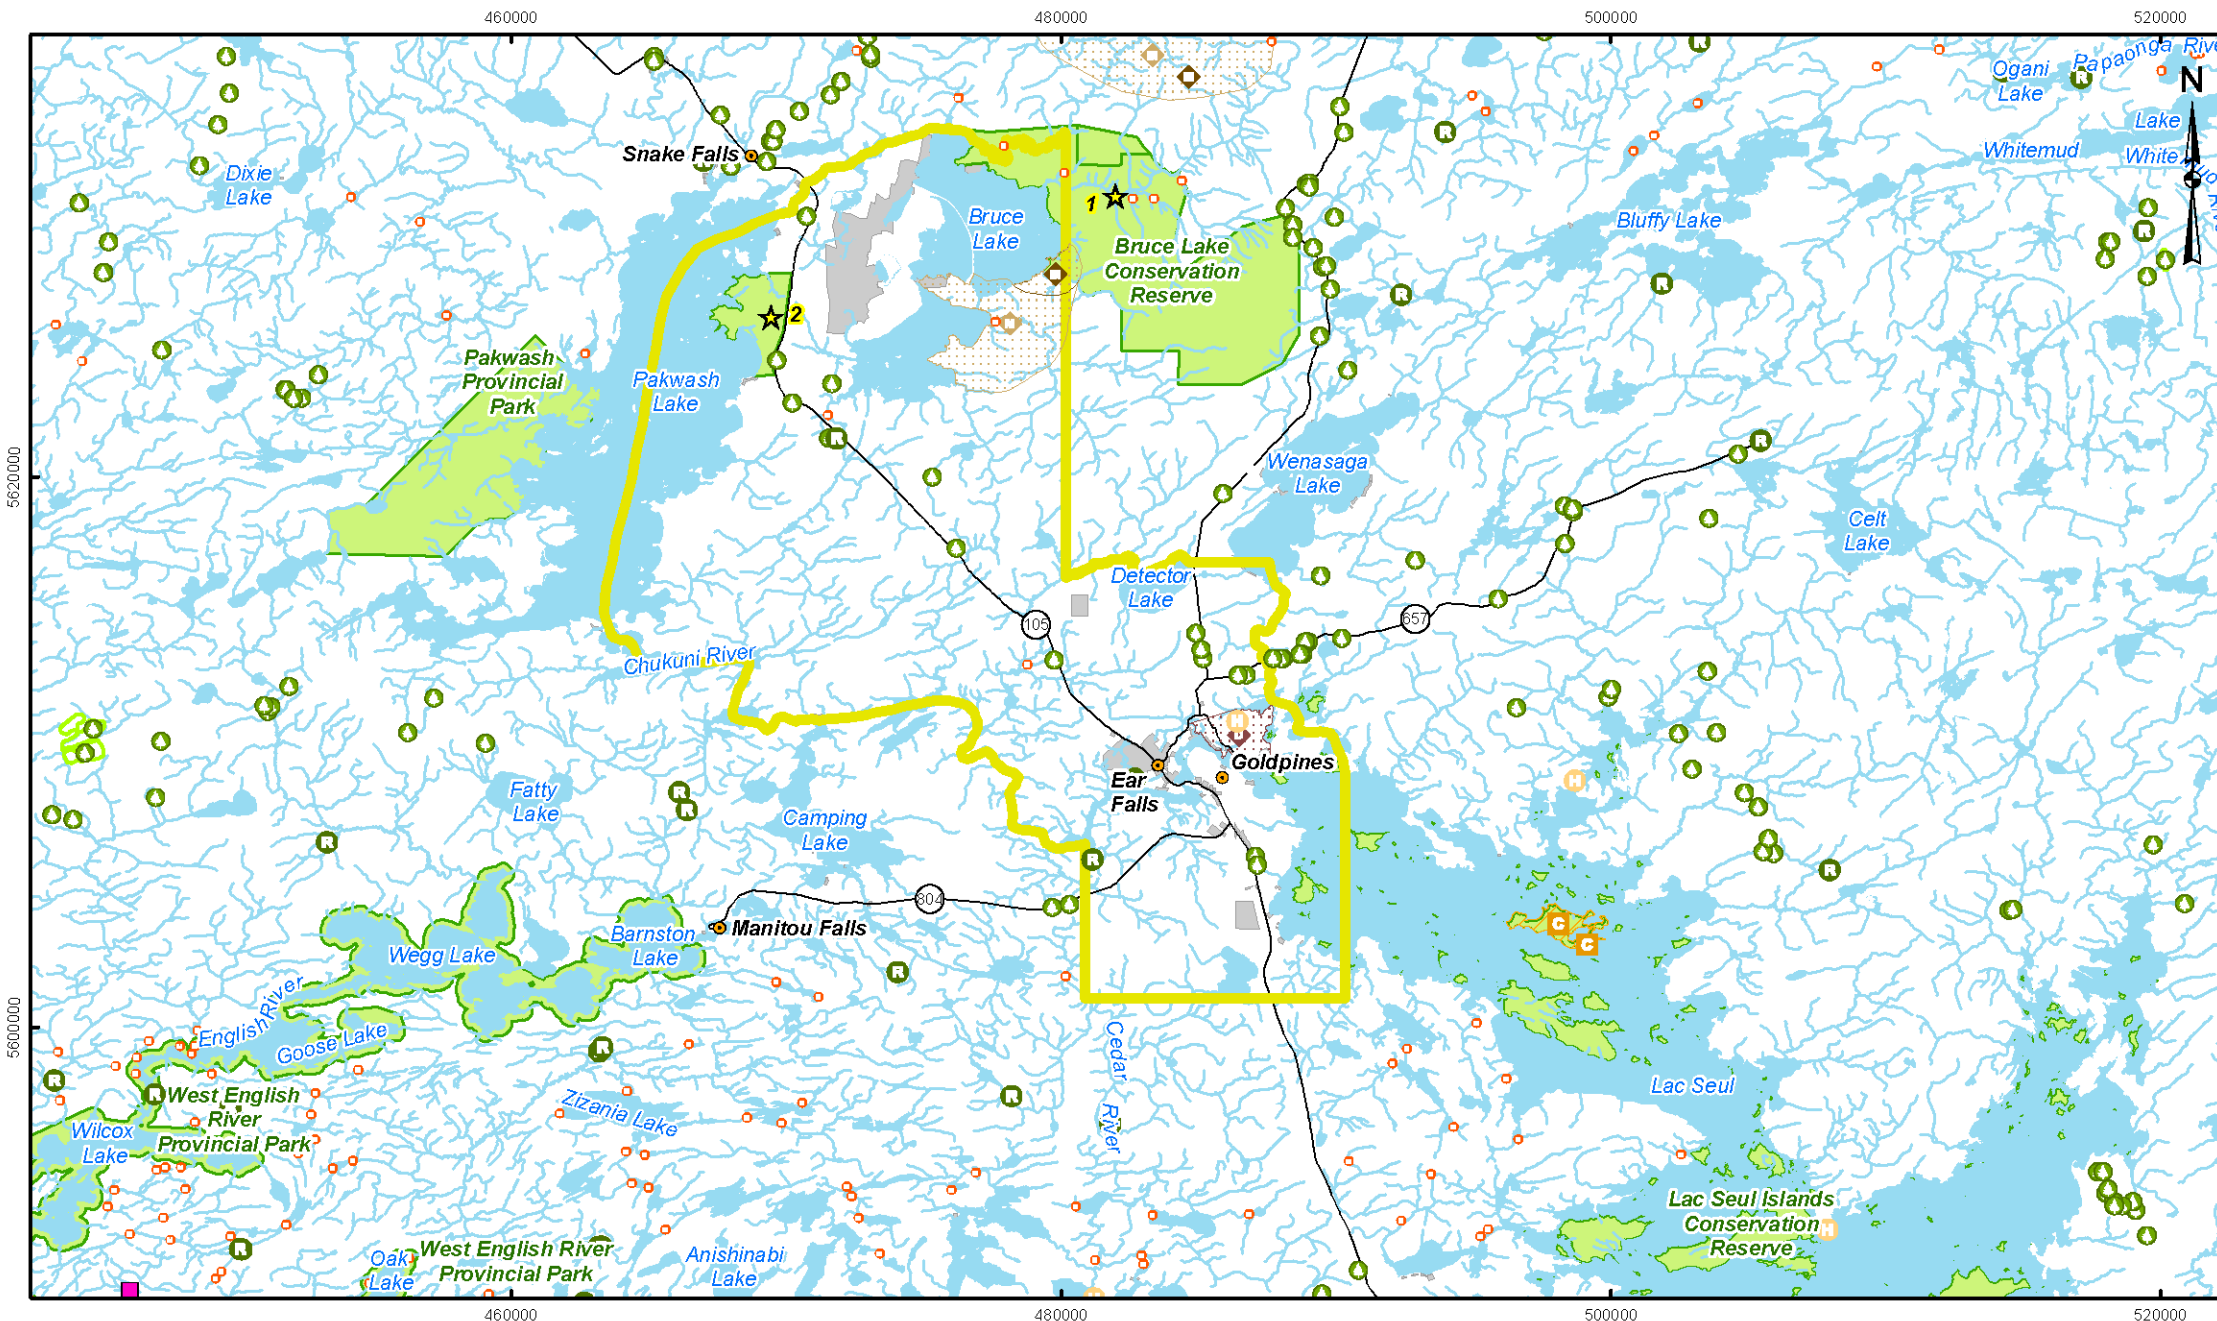 460000
480000
500000
520000
Papaonga River
Ogani
Lake
N
Lake
Whitemud
White
Snake Falls
Dixie
Lake
1
Bruce
Lake
Bluffy Lake
Bruce Lake
Conservation
Reserve
2
Pakwash
Provincial
Park
Pakwash
Lake
5620000
Wenasaga
Lake
Celt
Lake
Detector
Lake
105
657
Chukuni River
H
Goldpines
Ear
Falls
H
Fatty
Lake
Camping
Lake
R
804
Manitou Falls
Barnston
Lake
Wegg Lake
C
C
English River
Goose Lake
5600000
Cedar River
Lac Seul
West English
River
Provincial Park
Zizania Lake
Wilcox
Lake
Lac Seul Islands
Conservation
Reserve
H
Oak
Lake
West English River
Provincial Park
Anishinabi
Lake
460000
480000
500000
520000